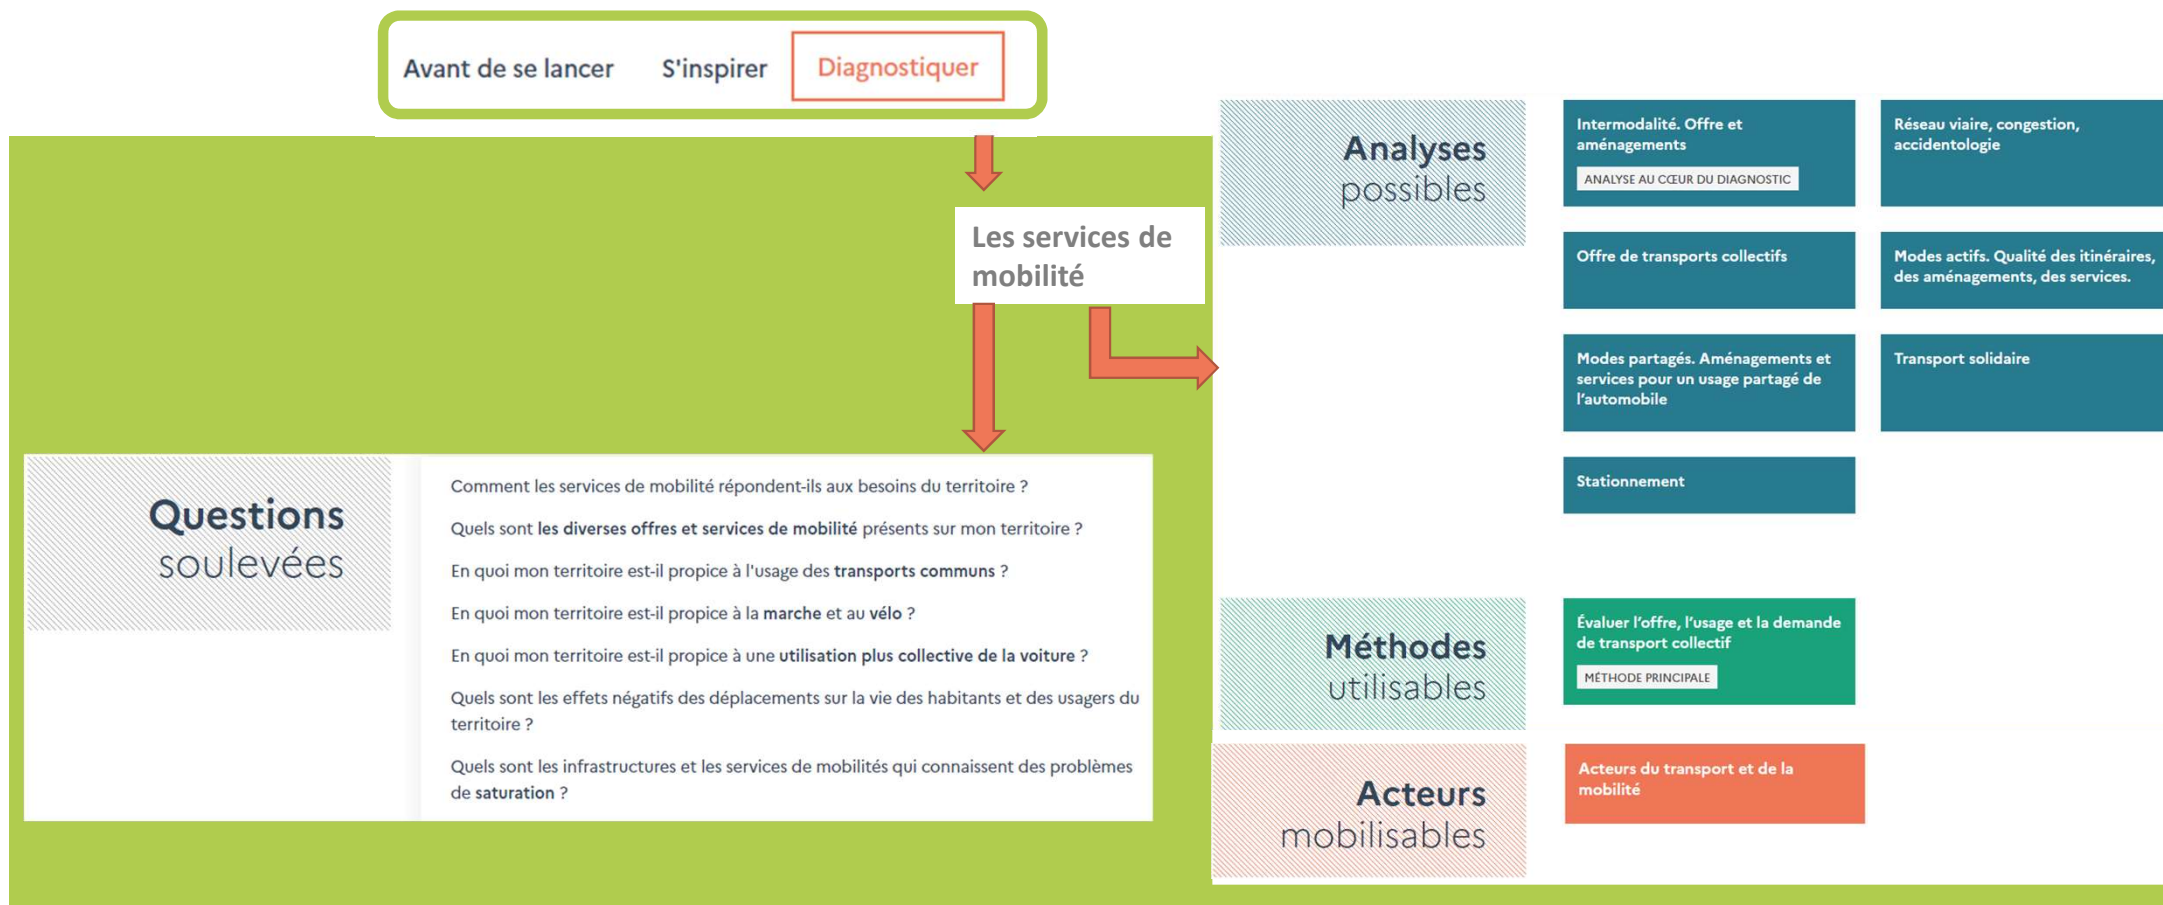 Avant de se lancer S'inspirer Diagnostiquer
Les services de
mobilité
Questions
soulevées
Comment les services de mobilité répondent-ils aux besoins du territoire ?
Quels sont les diverses offres et services de mobilité présents sur mon territoire ?
En quoi mon territoire est-il propice à l'usage des transports communs ?
En quoi mon territoire est-il propice à la marche et au vélo ?
En quoi mon territoire est-il propice à une utilisation plus collective de la voiture ?
Quels sont les effets négatifs des déplacements sur la vie des habitants et des usagers du
territoire ?
Quels sont les infrastructures et les services de mobilités qui connaissent des problèmes
de saturation ?
Analyses
possibles
Intermodalité. Offre et
aménagements
ANALYSE AU CŒUR DU DIAGNOSTIC
Réseau viaire, congestion,
accidentologie
Offre de transports collectifs
Modes actifs. Qualité des itinéraires,
des aménagements, des services.
Modes partagés. Aménagements et
services pour un usage partagé de
l'automobile
Transport solidaire
Stationnement
Méthodes
utilisables
Évaluer l'offre, l'usage et la demande
de transport collectif
MÉTHODE PRINCIPALE
Acteurs
mobilisables
Acteurs du transport et de la
mobilité